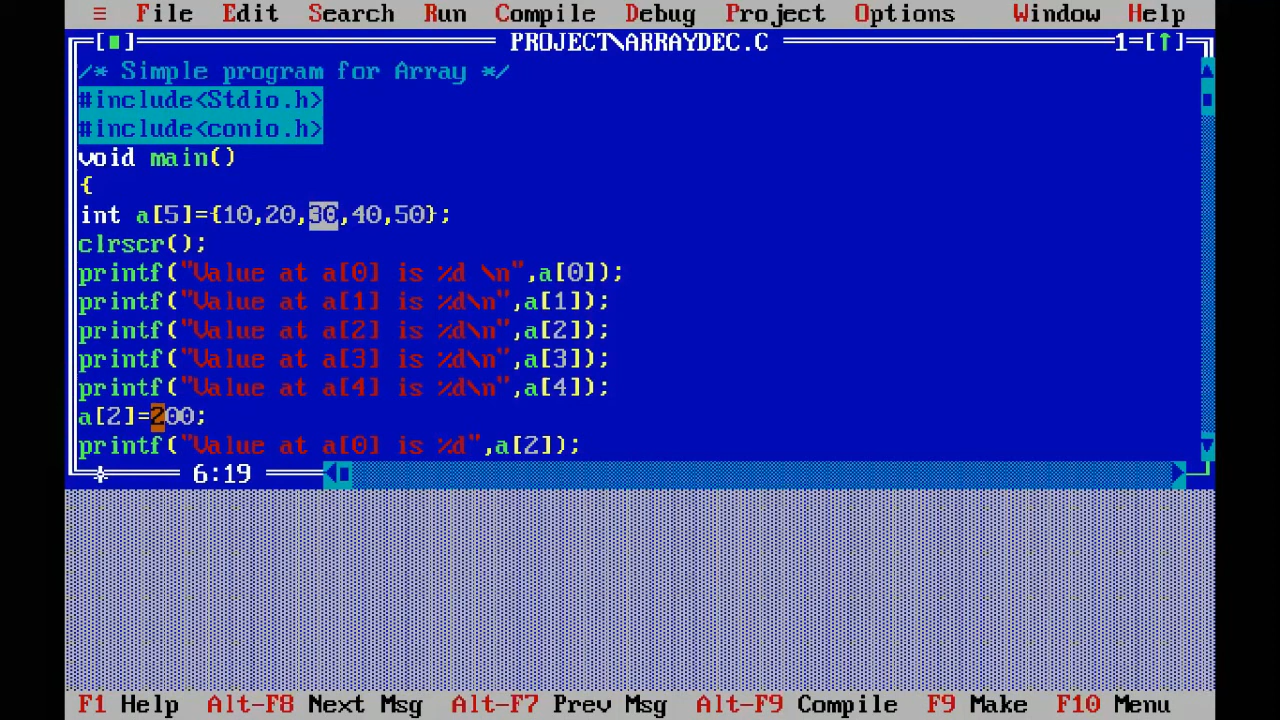 ≡ File Edit Search Run Compile Debug Project Options Window Help
[■] PROJECT\ARRAYDEC.C 1=[↑]
/* Simple program for Array */
#include<Stdio.h>
#include<conio.h>
void main()
{
int a[5]={10,20,30,40,50};
clrscr();
printf("Value at a[0] is %d \n",a[0]);
printf("Value at a[1] is %d\n",a[1]);
printf("Value at a[2] is %d\n",a[2]);
printf("Value at a[3] is %d\n",a[3]);
printf("Value at a[4] is %d\n",a[4]);
a[2]=200;
printf("Value at a[0] is %d",a[2]);
6:19
F1 Help Alt-F8 Next Msg Alt-F7 Prev Msg Alt-F9 Compile F9 Make F10 Menu